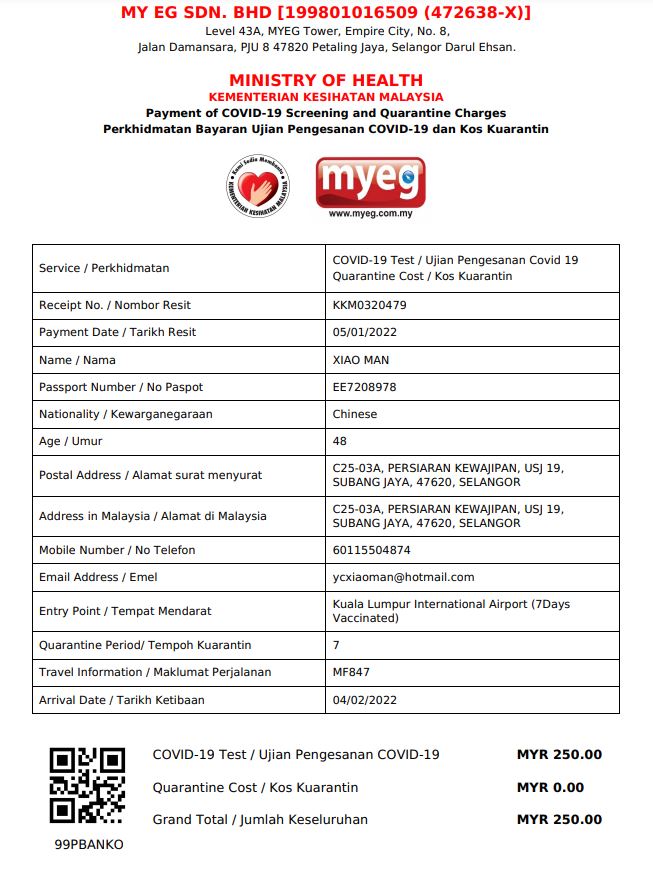 MY EG SDN. BHD [199801016509 (472638-X)]
Level 43A, MYEG Tower, Empire City, No. 8,
Jalan Damansara, PJU 8 47820 Petaling Jaya, Selangor Darul Ehsan.
MINISTRY OF HEALTH
KEMENTERIAN KESIHATAN MALAYSIA
Payment of COVID-19 Screening and Quarantine Charges
Perkhidmatan Bayaran Ujian Pengesanan COVID-19 dan Kos Kuarantin
Kami Sedia Membantu
KEMENTERIAN KESIHATAN MALAYSIA
myeg
www.myeg.com.my
Service / Perkhidmatan
COVID-19 Test / Ujian Pengesanan Covid 19
Quarantine Cost / Kos Kuarantin
Receipt No. / Nombor Resit
KKM0320479
Payment Date / Tarikh Resit
05/01/2022
Name / Nama
XIAO MAN
Passport Number / No Paspot
EE7208978
Nationality / Kewarganegaraan
Chinese
Age / Umur
48
Postal Address / Alamat surat menyurat
C25-03A, PERSIARAN KEWAJIPAN, USJ 19,
SUBANG JAYA, 47620, SELANGOR
Address in Malaysia / Alamat di Malaysia
C25-03A, PERSIARAN KEWAJIPAN, USJ 19,
SUBANG JAYA, 47620, SELANGOR
Mobile Number / No Telefon
60115504874
Email Address / Emel
ycxiaoman@hotmail.com
Entry Point / Tempat Mendarat
Kuala Lumpur International Airport (7Days
Vaccinated)
Quarantine Period/ Tempoh Kuarantin
7
Travel Information / Maklumat Perjalanan
MF847
Arrival Date / Tarikh Ketibaan
04/02/2022
COVID-19 Test / Ujian Pengesanan COVID-19 MYR 250.00
Quarantine Cost / Kos Kuarantin MYR 0.00
Grand Total / Jumlah Keseluruhan MYR 250.00
99PBANKO